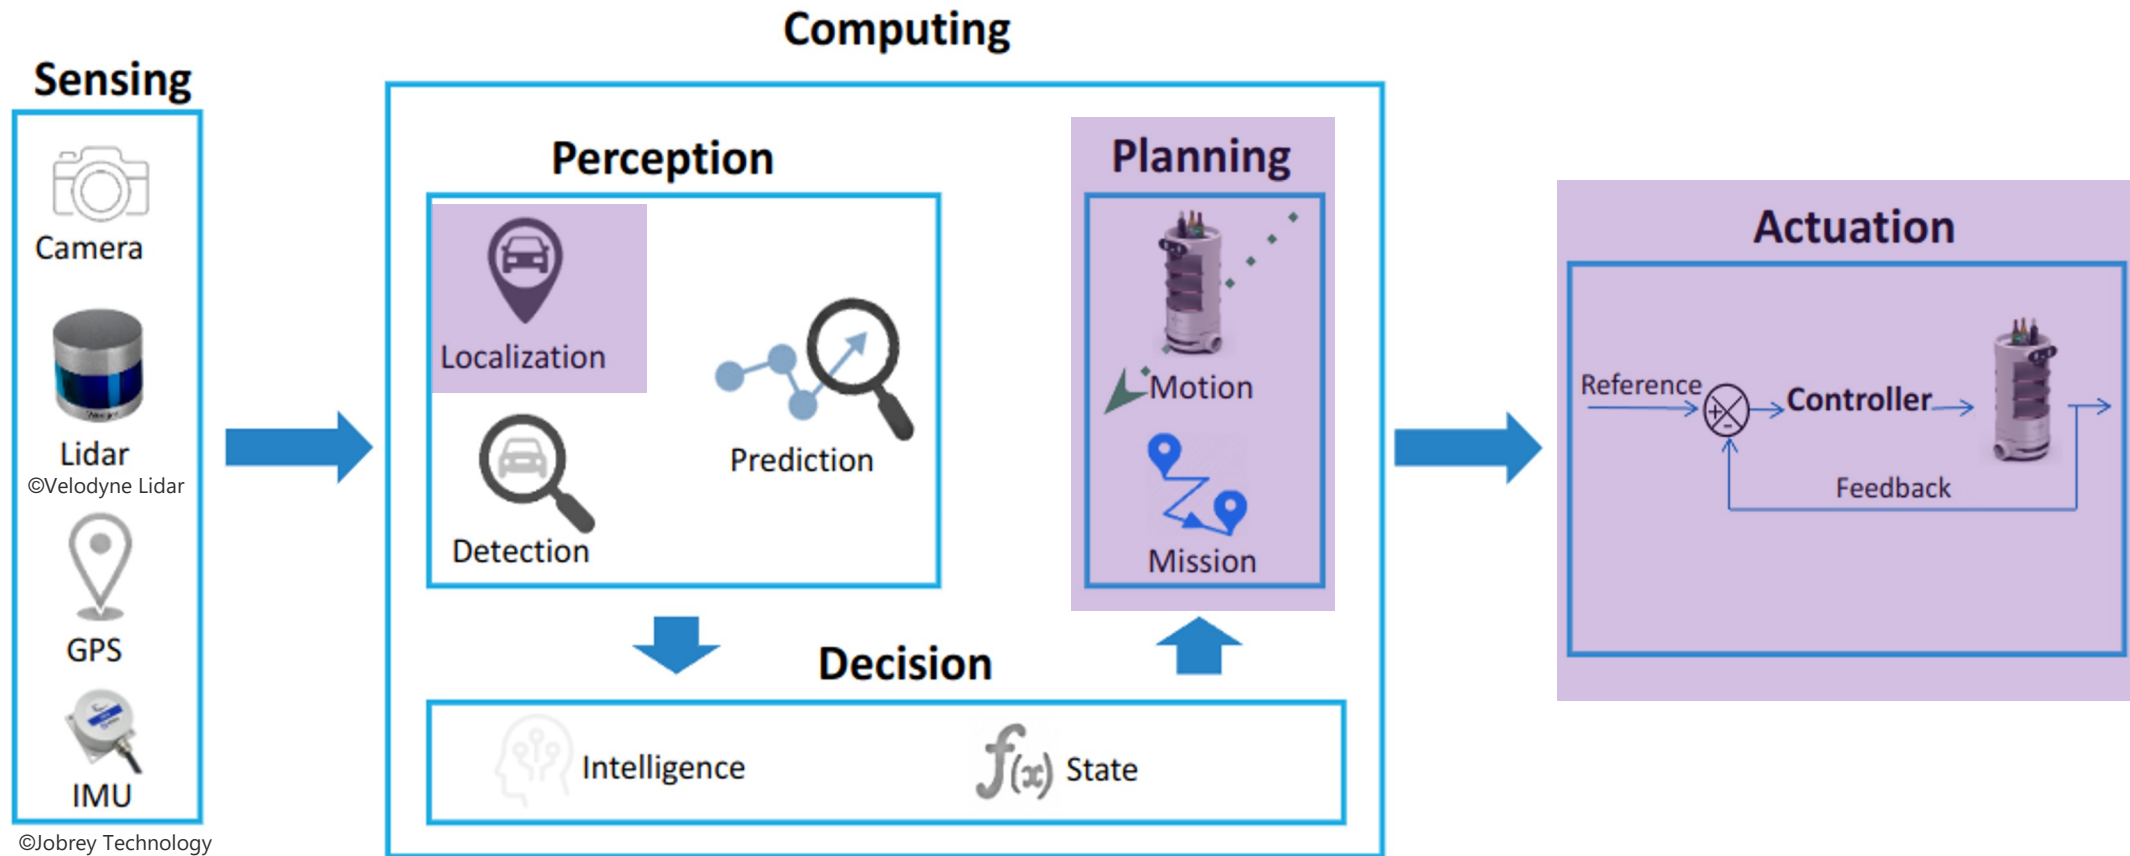 Computing
Sensing
Camera
Lidar
©Velodyne Lidar
GPS
IMU
©Jobrey Technology
Perception
Localization
Detection
Prediction
Planning
Motion
Mission
Decision
Intelligence
f(x) State
Actuation
Reference
+
-
Controller
Feedback